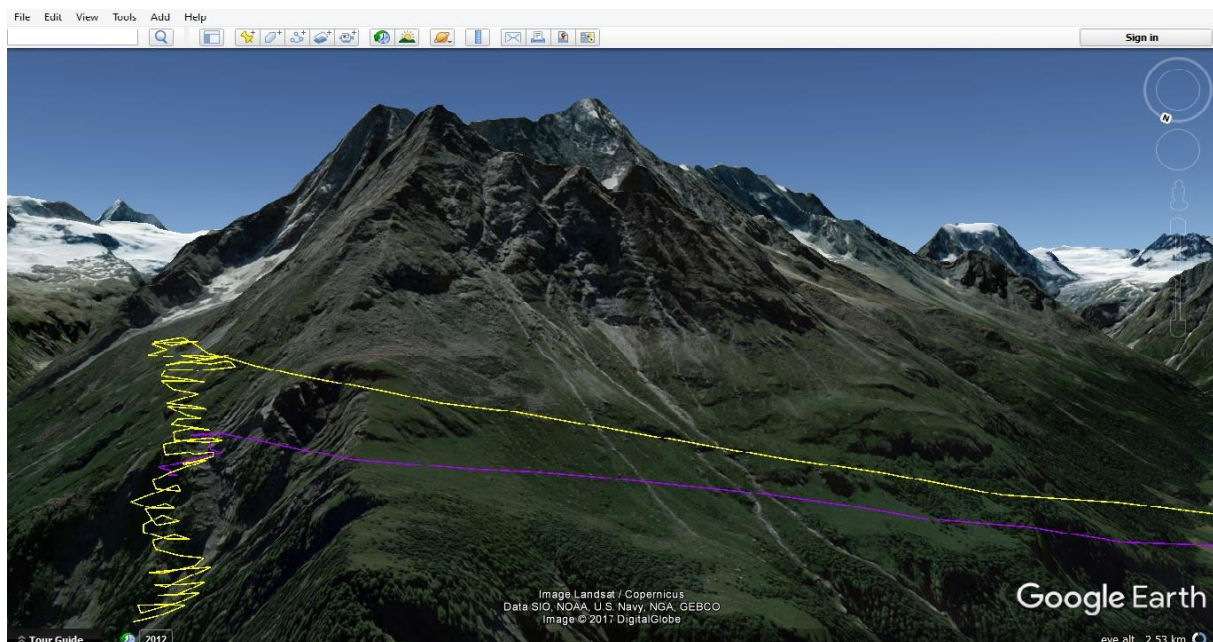 File Edit View Tools Add Help
Sign in
N
Image Landsat / Copernicus
Data SIO, NOAA, U.S. Navy, NGA, GEBCO
Image © 2017 DigitalGlobe
Google Earth
Tour Guide 2012
eye alt 2.53 km